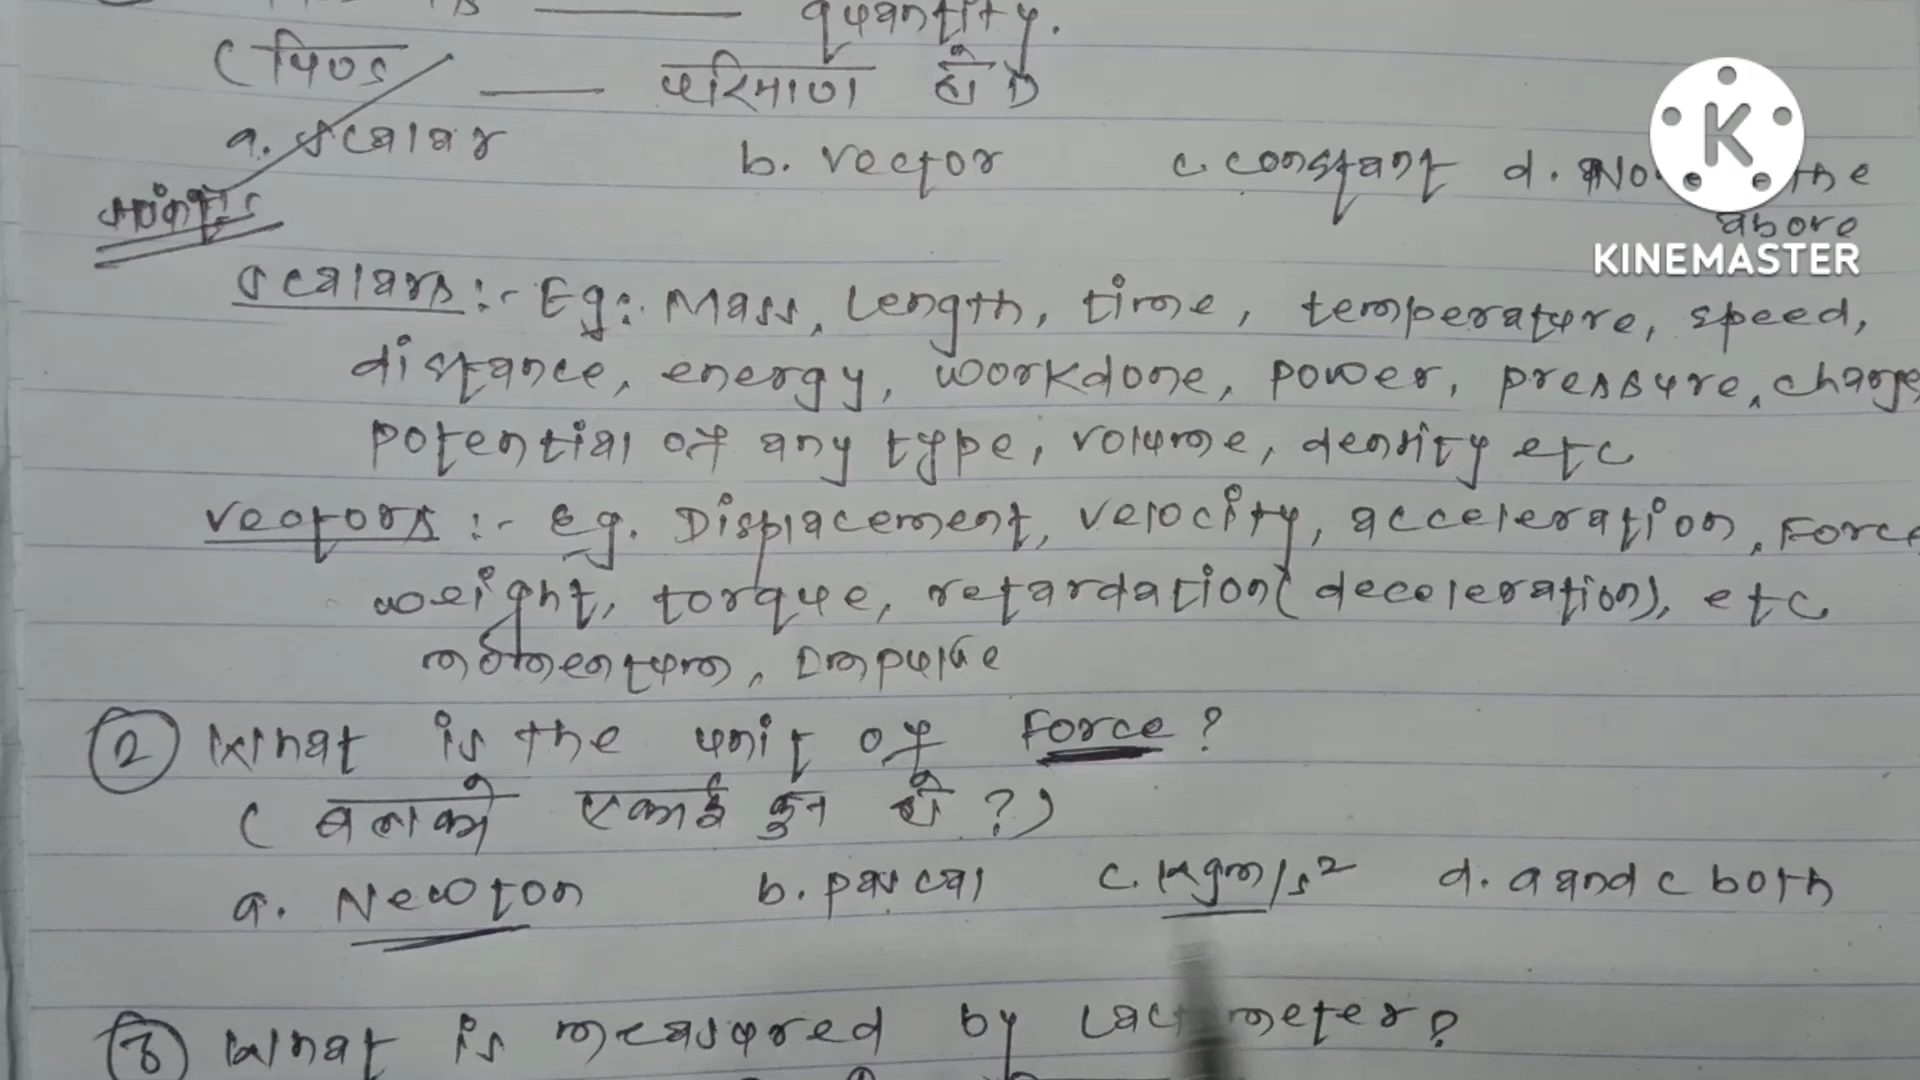 is ——— quantity.
(पिण्ड ——— परिमाण हो)
a. scalar b. vector c. constant d. the
above
scalars :- Eg: Mass, Length, time, temperature, speed,
distance, energy, workdone, power, pressure, charge
potential of any type, volume, density etc
vectors :- Eg. Displacement, velocity, acceleration, Force
weight, torque, retardation (deceleration), etc
momentum, Impulse
② What is the unit of Force?
(बलको एकाई कुन हो?)
a. Newton b. pascal c. kgm/s² d. a and c both
③ What is measured by Lactometer?
K
KINEMASTER